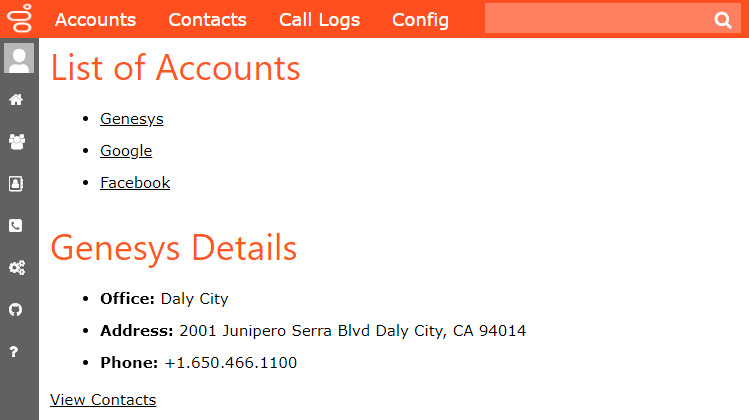 Accounts Contacts Call Logs Config
List of Accounts
Genesys
Google
Facebook
Genesys Details
Office: Daly City
Address: 2001 Junipero Serra Blvd Daly City, CA 94014
Phone: +1.650.466.1100
View Contacts
?